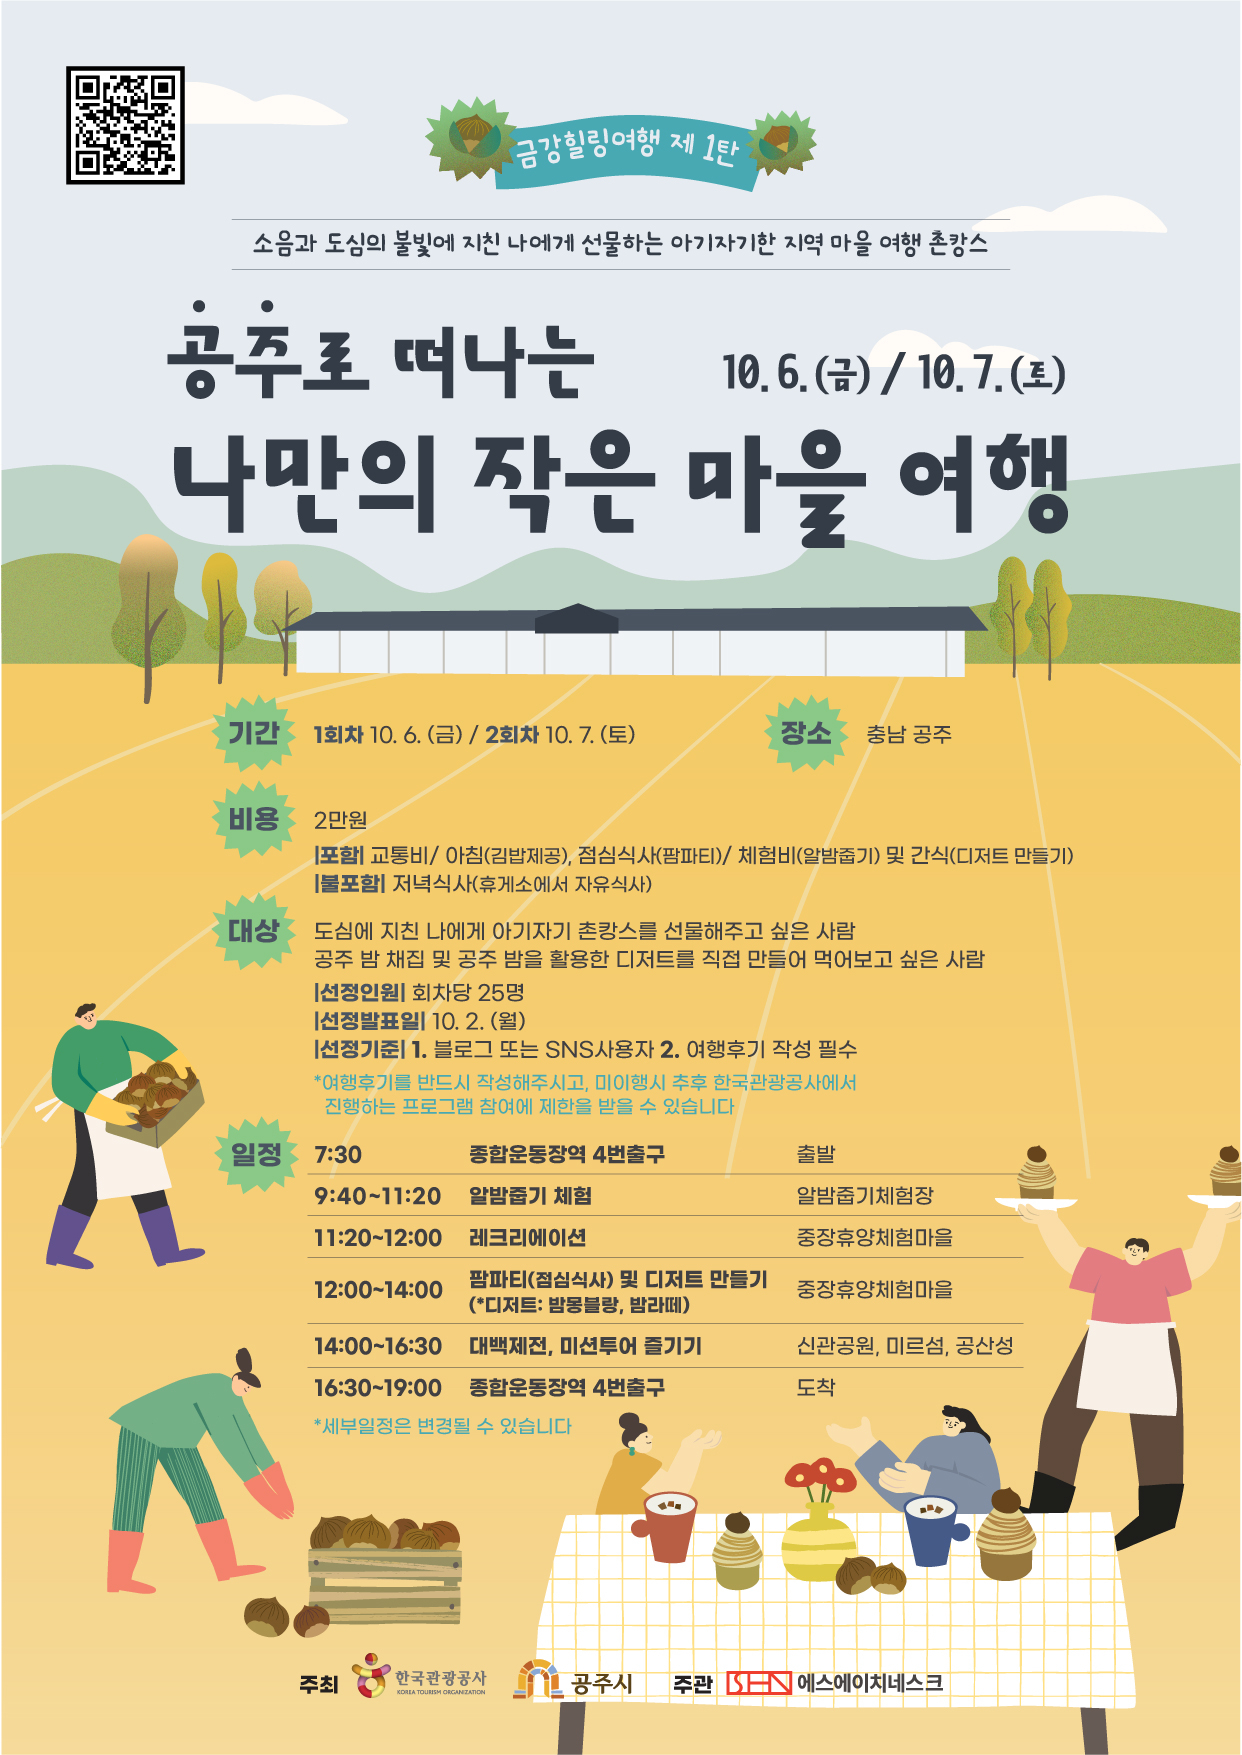 금강힐링여행 제 1탄
소음과 도심의 불빛에 지친 나에게 선물하는 아기자기한 지역 마을 여행 촌캉스
공주로 떠나는
10. 6. (금) / 10. 7. (토)
나만의 작은 마을 여행
기간 1회차 10. 6. (금) / 2회차 10. 7. (토)
장소 충남 공주
비용 2만원
|포함| 교통비/ 아침(김밥제공), 점심식사(팜파티)/ 체험비(알밤줍기) 및 간식(디저트 만들기)
|불포함| 저녁식사(휴게소에서 자유식사)
대상 도심에 지친 나에게 아기자기 촌캉스를 선물해주고 싶은 사람
공주 밤 채집 및 공주 밤을 활용한 디저트를 직접 만들어 먹어보고 싶은 사람
|선정인원| 회차당 25명
|선정발표일| 10. 2. (월)
|선정기준| 1. 블로그 또는 SNS사용자 2. 여행후기 작성 필수
*여행후기를 반드시 작성해주시고, 미이행시 추후 한국관광공사에서
진행하는 프로그램 참여에 제한을 받을 수 있습니다
일정 7:30 종합운동장역 4번출구 출발
9:40~11:20 알밤줍기 체험 알밤줍기체험장
11:20~12:00 레크리에이션 중장휴양체험마을
12:00~14:00 팜파티(점심식사) 및 디저트 만들기 중장휴양체험마을
(*디저트: 밤몽블랑, 밤라떼)
14:00~16:30 대백제전, 미션투어 즐기기 신관공원, 미르섬, 공산성
16:30~19:00 종합운동장역 4번출구 도착
*세부일정은 변경될 수 있습니다
주최 한국관광공사 공주시 주관 SHN 에스에이치네스크
KOREA TOURISM ORGANIZATION